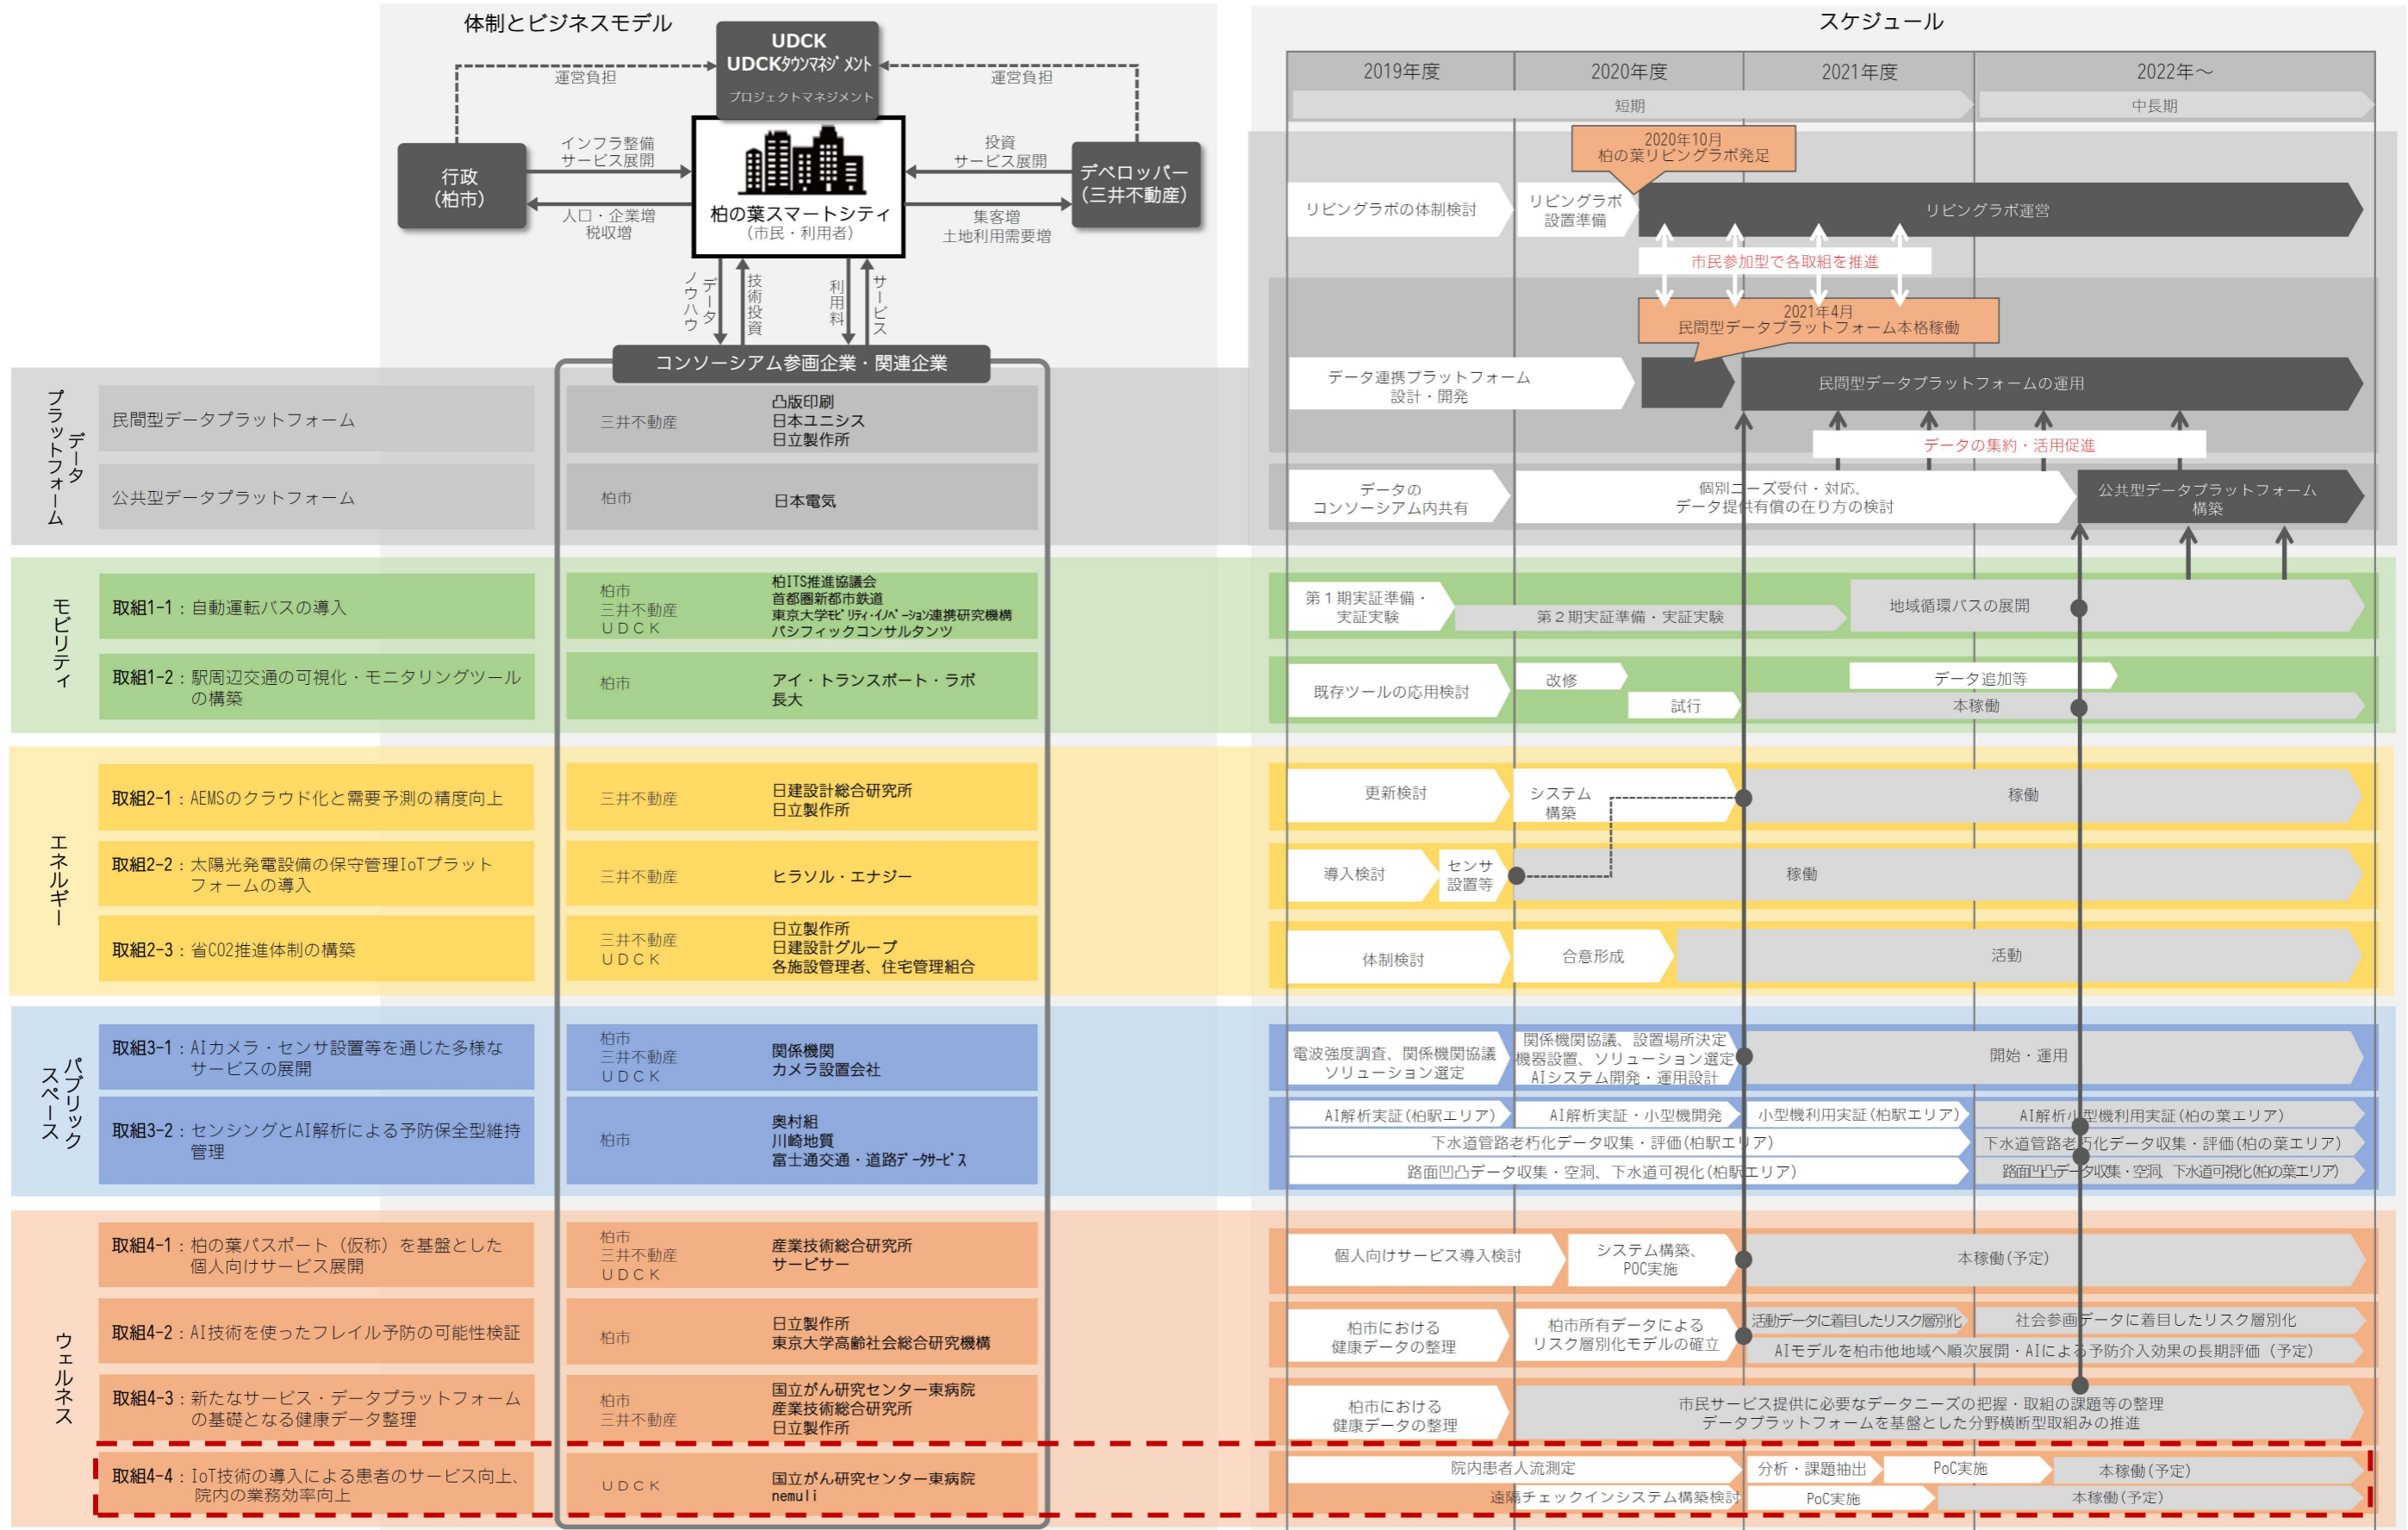 体制とビジネスモデル
UDCK
UDCKタウンマネジメント
プロジェクトマネジメント
運営負担
運営負担
行政
(柏市)
インフラ整備
サービス展開
人口・企業増
税収増
柏の葉スマートシティ
(市民・利用者)
投資
サービス展開
集客増
土地利用需要増
デベロッパー
(三井不動産)
データ
ノウハウ
技術投資
利用料
サービス
コンソーシアム参画企業・関連企業
スケジュール
2019年度
2020年度
2021年度
2022年～
短期
中長期
2020年10月
柏の葉リビングラボ発足
リビングラボの体制検討
リビングラボ
設置準備
リビングラボ運営
市民参加型で各取組を推進
2021年4月
民間型データプラットフォーム本格稼働
データ
プラットフォーム
民間型データプラットフォーム
三井不動産
凸版印刷
日本ユニシス
日立製作所
データ連携プラットフォーム
設計・開発
民間型データプラットフォームの運用
データの集約・活用促進
公共型データプラットフォーム
柏市
日本電気
データの
コンソーシアム内共有
個別ニーズ受付・対応、
データ提供有償の在り方の検討
公共型データプラットフォーム
構築
モビリティ
取組1-1：自動運転バスの導入
柏市
三井不動産
ＵＤＣＫ
柏ITS推進協議会
首都圏新都市鉄道
東京大学モビリティ・イノベーション連携研究機構
パシフィックコンサルタンツ
第１期実証準備・
実証実験
第２期実証準備・実証実験
地域循環バスの展開
取組1-2：駅周辺交通の可視化・モニタリングツール
の構築
柏市
アイ・トランスポート・ラボ
長大
既存ツールの応用検討
改修
試行
データ追加等
本稼働
エネルギー
取組2-1：AEMSのクラウド化と需要予測の精度向上
三井不動産
日建設計総合研究所
日立製作所
更新検討
システム
構築
稼働
取組2-2：太陽光発電設備の保守管理IoTプラット
フォームの導入
三井不動産
ヒラソル・エナジー
導入検討
センサ
設置等
稼働
取組2-3：省CO2推進体制の構築
三井不動産
ＵＤＣＫ
日立製作所
日建設計グループ
各施設管理者、住宅管理組合
体制検討
合意形成
活動
パブリック
スペース
取組3-1：AIカメラ・センサ設置等を通じた多様な
サービスの展開
柏市
三井不動産
ＵＤＣＫ
関係機関
カメラ設置会社
電波強度調査、関係機関協議
ソリューション選定
関係機関協議、設置場所決定
機器設置、ソリューション選定
AIシステム開発・運用設計
開始・運用
取組3-2：センシングとAI解析による予防保全型維持
管理
柏市
奥村組
川崎地質
富士通交通・道路データサービス
AI解析実証(柏駅エリア)
AI解析実証・小型機開発
小型機利用実証(柏駅エリア)
AI解析小型機利用実証(柏の葉エリア)
下水道管路老朽化データ収集・評価(柏駅エリア)
下水道管路老朽化データ収集・評価(柏の葉エリア)
路面凹凸データ収集・空洞、下水道可視化(柏駅エリア)
路面凹凸データ収集・空洞、下水道可視化(柏の葉エリア)
ウェルネス
取組4-1：柏の葉パスポート（仮称）を基盤とした
個人向けサービス展開
柏市
三井不動産
ＵＤＣＫ
産業技術総合研究所
サービサー
個人向けサービス導入検討
システム構築、
POC実施
本稼働(予定)
取組4-2：AI技術を使ったフレイル予防の可能性検証
柏市
日立製作所
東京大学高齢社会総合研究機構
柏市における
健康データの整理
柏市所有データによる
リスク層別化モデルの確立
活動データに着目したリスク層別化
社会参画データに着目したリスク層別化
AIモデルを柏市他地域へ順次展開・AIによる予防介入効果の長期評価（予定）
取組4-3：新たなサービス・データプラットフォーム
の基礎となる健康データ整理
柏市
三井不動産
国立がん研究センター東病院
産業技術総合研究所
日立製作所
柏市における
健康データの整理
市民サービス提供に必要なデータニーズの把握・取組の課題等の整理
データプラットフォームを基盤とした分野横断型取組みの推進
取組4-4：IoT技術の導入による患者のサービス向上、
院内の業務効率向上
ＵＤＣＫ
国立がん研究センター東病院
nemuli
院内患者人流測定
分析・課題抽出
PoC実施
本稼働(予定)
遠隔チェックインシステム構築検討
PoC実施
本稼働(予定)